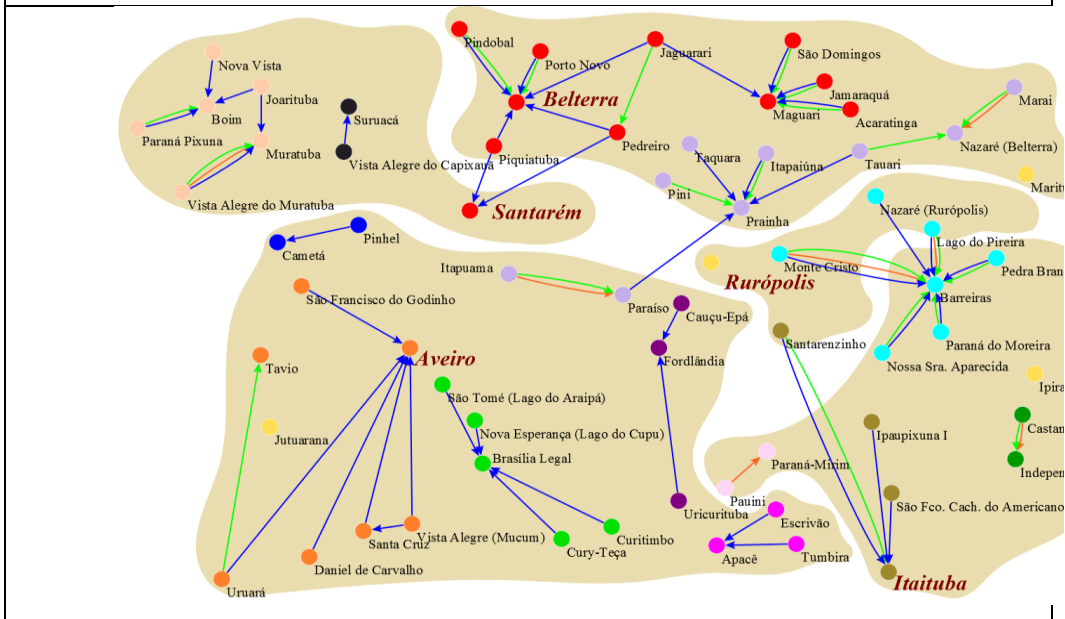 Pindobal
Porto Novo
Jaguarari
São Domingos
Nova Vista
Joarituba
Boim
Paraná Pixuna
Muratuba
Vista Alegre do Muratuba
Suruacá
Vista Alegre do Capixauã
Belterra
Piquiatuba
Pedreiro
Santarém
Maguari
Jamaraquá
Acaratinga
Marai
Nazaré (Belterra)
Taquara
Itapaiúna
Tauari
Pini
Prainha
Maritu
Nazaré (Rurópolis)
Lago do Pireira
Pedra Bran
Monte Cristo
Rurópolis
Barreiras
Paraná do Moreira
Nossa Sra. Aparecida
Pinhel
Cametá
Itapuama
Paraíso
São Francisco do Godinho
Cauçu-Epá
Fordlândia
Santarenzinho
Aveiro
Tavio
São Tomé (Lago do Araipá)
Nova Esperança (Lago do Cupu)
Brasília Legal
Jutuarana
Ipira
Castan
Indepen
Ipaupixuna I
Paraná-Mirim
Pauini
São Fco. Cach. do Americano
Uricurituba
Escrivão
Apacê
Tumbira
Curitimbo
Cury-Teça
Vista Alegre (Mucum)
Santa Cruz
Daniel de Carvalho
Uruará
Itaituba